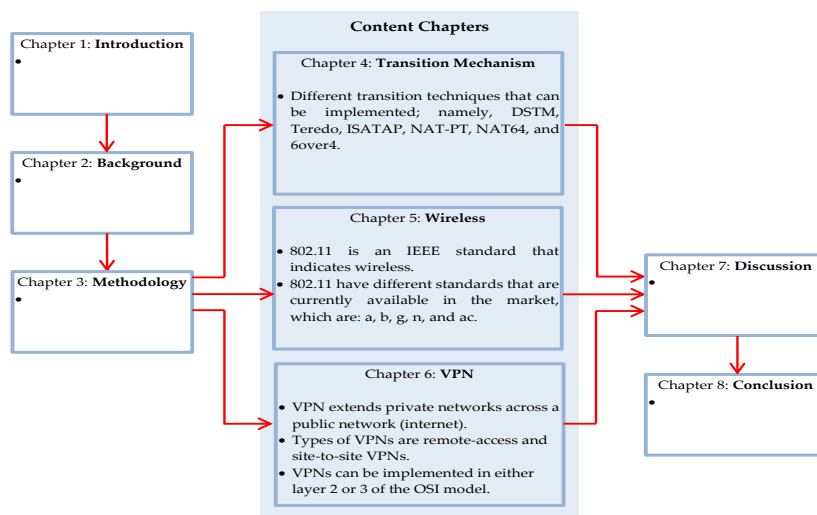 Chapter 1: Introduction
•
Chapter 2: Background
•
Chapter 3: Methodology
•
Content Chapters
Chapter 4: Transition Mechanism
• Different transition techniques that can
be implemented; namely, DSTM,
Teredo, ISATAP, NAT-PT, NAT64, and
6over4.
Chapter 5: Wireless
• 802.11 is an IEEE standard that
indicates wireless.
• 802.11 have different standards that are
currently available in the market,
which are: a, b, g, n, and ac.
Chapter 6: VPN
• VPN extends private networks across a
public network (internet).
• Types of VPNs are remote-access and
site-to-site VPNs.
• VPNs can be implemented in either
layer 2 or 3 of the OSI model.
Chapter 7: Discussion
•
Chapter 8: Conclusion
•